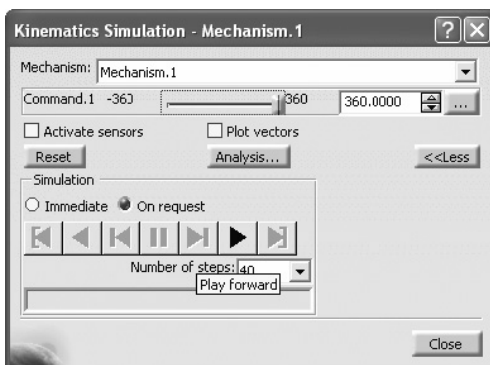 Kinematics Simulation - Mechanism.1
Mechanism: Mechanism.1
Command.1 -360 360 360.0000 ...
Activate sensors Plot vectors
Reset Analysis... <<Less
Simulation
Immediate On request
Number of steps: 40
Play forward
Close